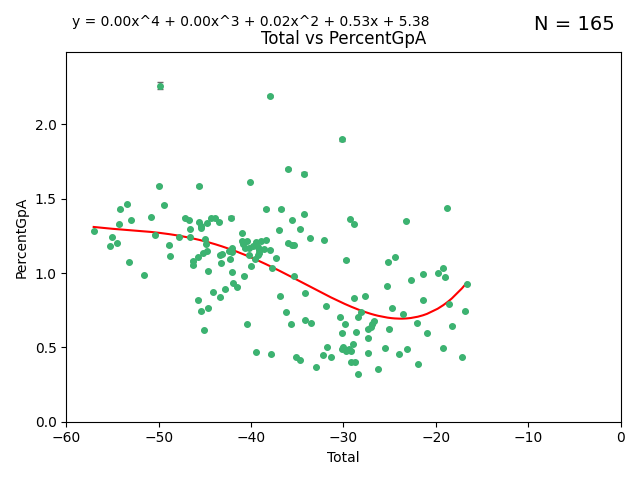 y = 0.00x^4 + 0.00x^3 + 0.02x^2 + 0.53x + 5.38
N = 165
Total vs PercentGpA
PercentGpA
2.0
1.5
1.0
0.5
0.0
−60 −50 −40 −30 −20 −10 0
Total